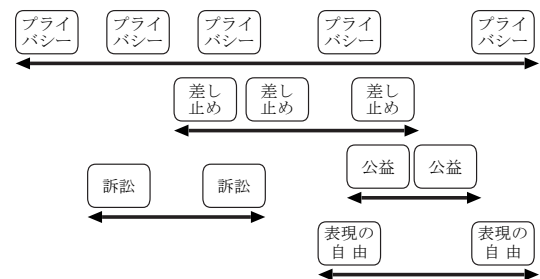 プライ プライ プライ プライ プライ
バシー バシー バシー バシー バシー
差し 差し 差し
止め 止め 止め
公益 公益
訴訟 訴訟
表現の 表現の
自 由 自 由